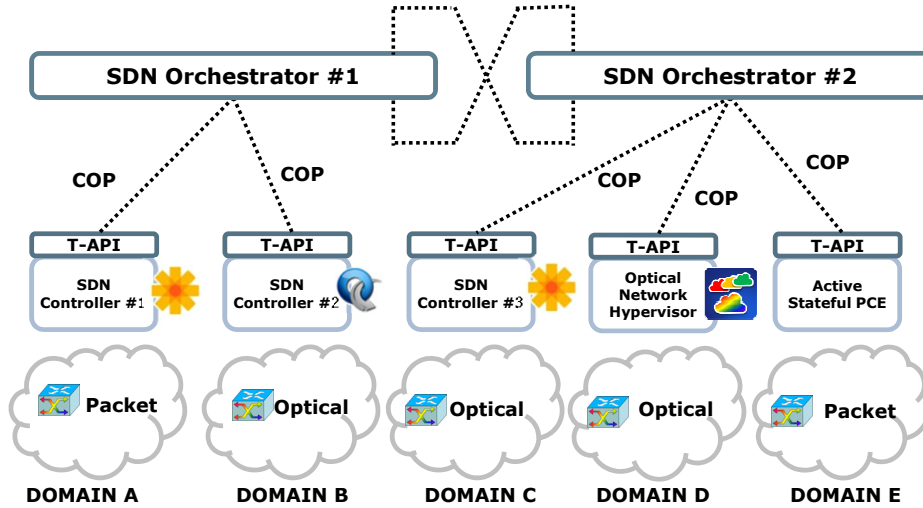 SDN Orchestrator #1
SDN Orchestrator #2
COP
COP
COP
COP
COP
T-API
T-API
T-API
T-API
T-API
SDN
Controller #1
SDN
Controller #2
SDN
Controller #3
Optical
Network
Hypervisor
Active
Stateful PCE
Packet
Optical
Optical
Optical
Packet
DOMAIN A
DOMAIN B
DOMAIN C
DOMAIN D
DOMAIN E